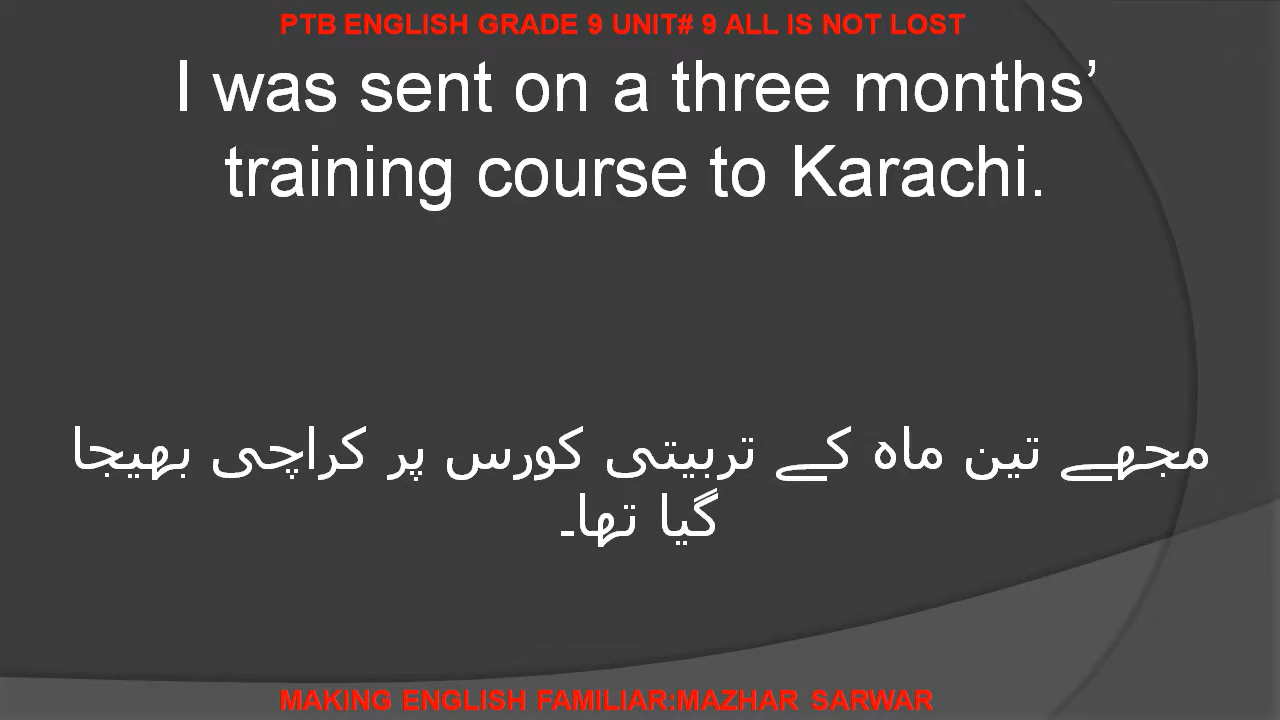 PTB ENGLISH GRADE 9 UNIT# 9 ALL IS NOT LOST
I was sent on a three months’
training course to Karachi.
مجھے تین ماہ کے تربیتی کورس پر کراچی بھیجا
گیا تھا۔
MAKING ENGLISH FAMILIAR:MAZHAR SARWAR